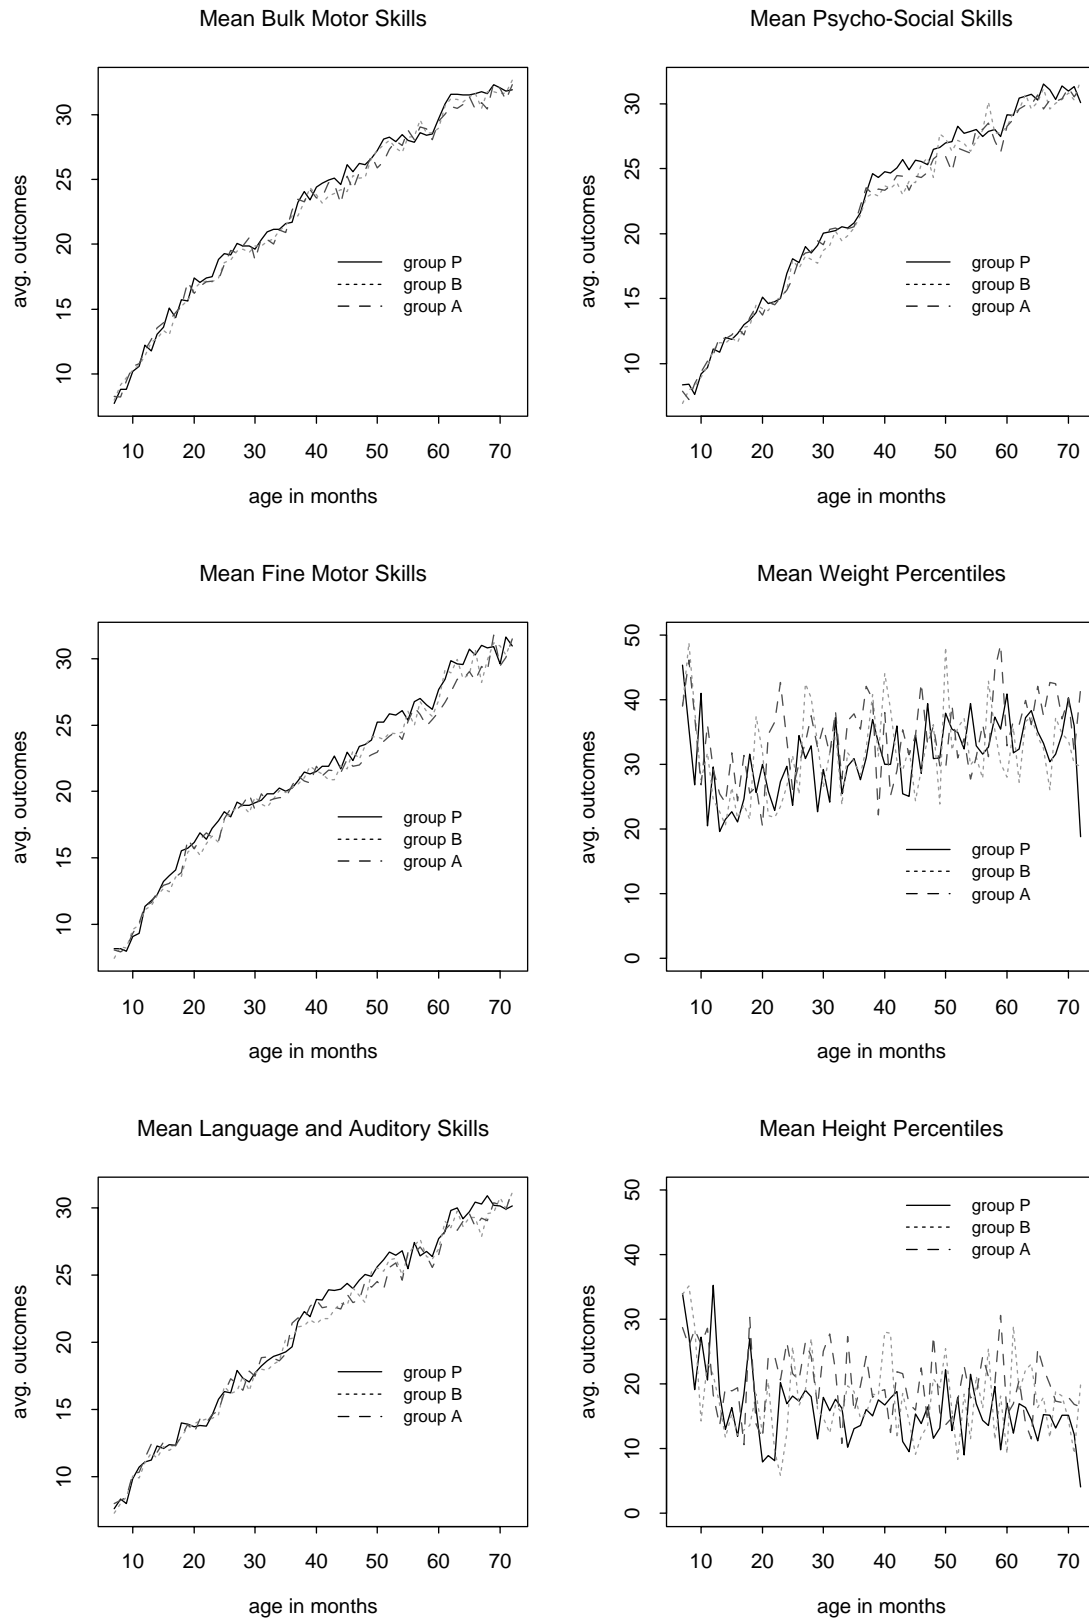 Mean Bulk Motor Skills
avg. outcomes
10 15 20 25 30
group P
group B
group A
10 20 30 40 50 60 70
age in months
Mean Psycho-Social Skills
avg. outcomes
10 15 20 25 30
group P
group B
group A
10 20 30 40 50 60 70
age in months
Mean Fine Motor Skills
avg. outcomes
10 15 20 25 30
group P
group B
group A
10 20 30 40 50 60 70
age in months
Mean Weight Percentiles
avg. outcomes
0 10 20 30 40 50
group P
group B
group A
10 20 30 40 50 60 70
age in months
Mean Language and Auditory Skills
avg. outcomes
10 15 20 25 30
group P
group B
group A
10 20 30 40 50 60 70
age in months
Mean Height Percentiles
avg. outcomes
0 10 20 30 40 50
group P
group B
group A
10 20 30 40 50 60 70
age in months